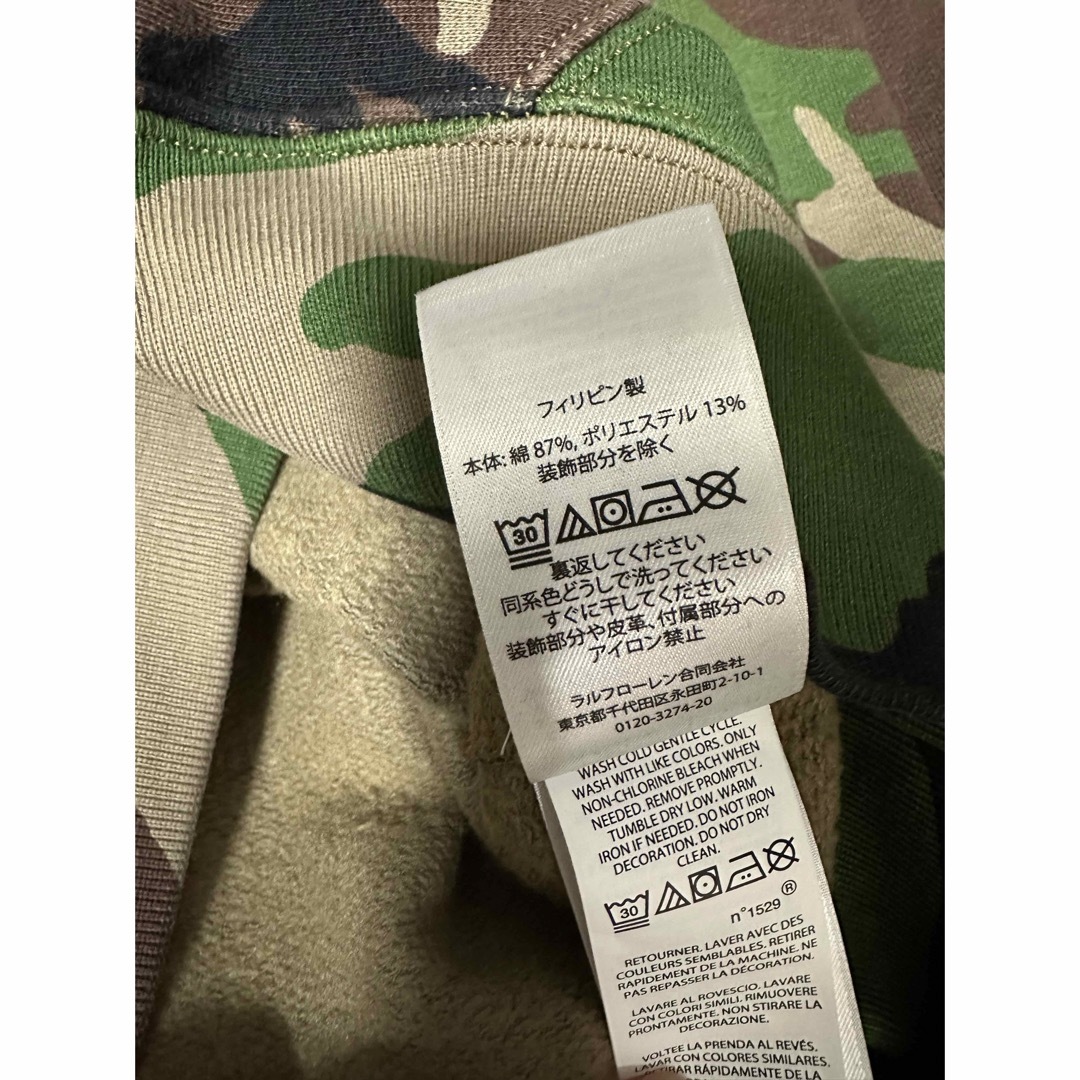 フィリピン製
本体: 綿 87%, ポリエステル 13%
装飾部分を除く
30
裏返してください
同系色どうしで洗ってください
すぐに干してください
装飾部分や皮革、付属部分への
アイロン禁止
ラルフローレン合同会社
東京都千代田区永田町2-10-1
0120-3274-20
WASH COLD GENTLE CYCLE.
WASH WITH LIKE COLORS. ONLY
NON-CHLORINE BLEACH WHEN
NEEDED. REMOVE PROMPTLY.
TUMBLE DRY LOW. WARM
IRON IF NEEDED. DO NOT IRON
DECORATION. DO NOT DRY
CLEAN.
30
n°1529 ®
RETOURNER. LAVER AVEC DES
COULEURS SEMBLABLES. RETIRER
RAPIDEMENT DE LA MACHINE. NE
PAS REPASSER LA DÉCORATION.
LAVARE AL ROVESCIO. LAVARE
CON COLORI SIMILI. RIMUOVERE
PRONTAMENTE. NON STIRARE LA
DECORAZIONE.
VOLTEE LA PRENDA AL REVÉS.
LAVAR CON COLORES SIMILARES.
RAPIDAMENTE DE LA